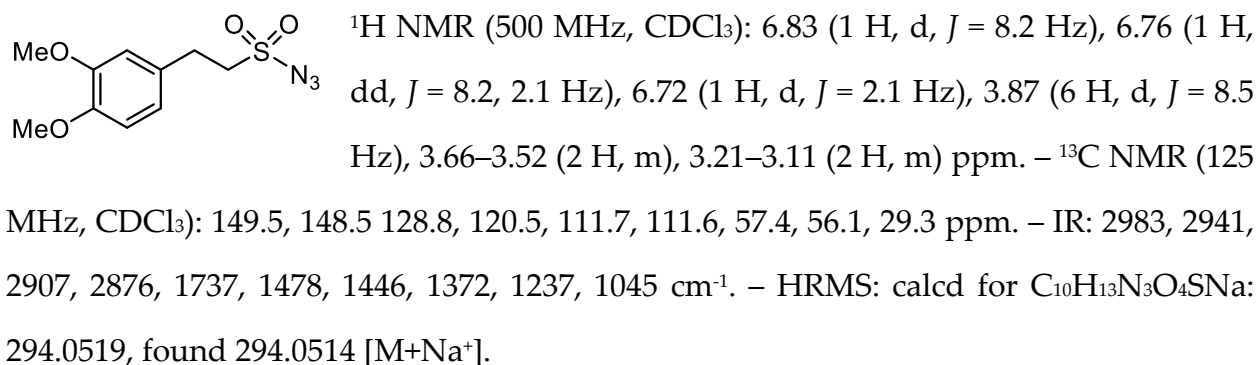 MeO
MeO
O O
S
N₃
¹H NMR (500 MHz, CDCl₃): 6.83 (1 H, d, J = 8.2 Hz), 6.76 (1 H,
dd, J = 8.2, 2.1 Hz), 6.72 (1 H, d, J = 2.1 Hz), 3.87 (6 H, d, J = 8.5
Hz), 3.66–3.52 (2 H, m), 3.21–3.11 (2 H, m) ppm. – ¹³C NMR (125
MHz, CDCl₃): 149.5, 148.5 128.8, 120.5, 111.7, 111.6, 57.4, 56.1, 29.3 ppm. – IR: 2983, 2941,
2907, 2876, 1737, 1478, 1446, 1372, 1237, 1045 cm⁻¹. – HRMS: calcd for C₁₀H₁₃N₃O₄SNa:
294.0519, found 294.0514 [M+Na⁺].